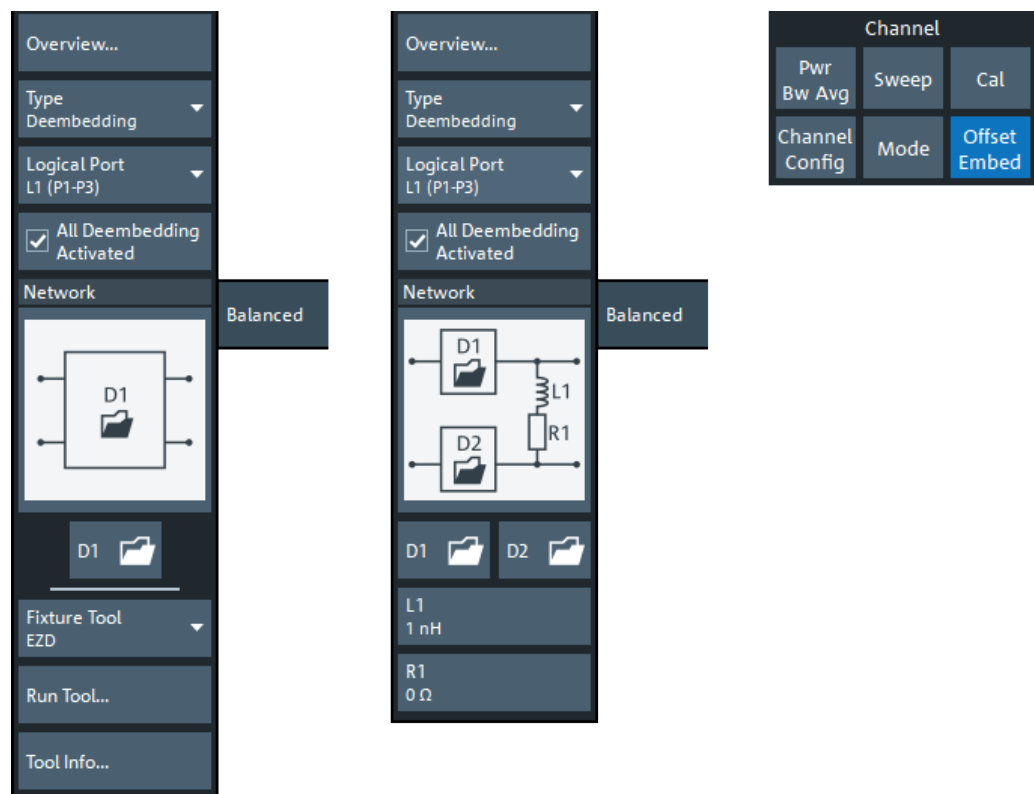 Overview...
Type
Deembedding
Logical Port
L1 (P1-P3)
All Deembedding
Activated
Network
D1
D1
Fixture Tool
EZD
Run Tool...
Tool Info...
Balanced
Overview...
Type
Deembedding
Logical Port
L1 (P1-P3)
All Deembedding
Activated
Network
D1
L1
D2
R1
D1
D2
L1
1 nH
R1
0 Ω
Balanced
Channel
Pwr
Bw Avg
Sweep
Cal
Channel
Config
Mode
Offset
Embed